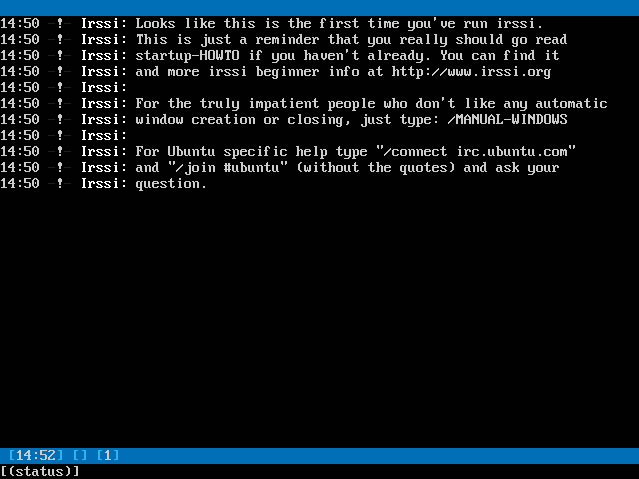 14:50 -!- Irssi: Looks like this is the first time you've run irssi.
14:50 -!- Irssi: This is just a reminder that you really should go read
14:50 -!- Irssi: startup-HOWTO if you haven't already. You can find it
14:50 -!- Irssi: and more irssi beginner info at http://www.irssi.org
14:50 -!- Irssi:
14:50 -!- Irssi: For the truly impatient people who don't like any automatic
14:50 -!- Irssi: window creation or closing, just type: /MANUAL-WINDOWS
14:50 -!- Irssi:
14:50 -!- Irssi: For Ubuntu specific help type "/connect irc.ubuntu.com"
14:50 -!- Irssi: and "/join #ubuntu" (without the quotes) and ask your
14:50 -!- Irssi: question.
[14:52] [] [1]
[(status)]